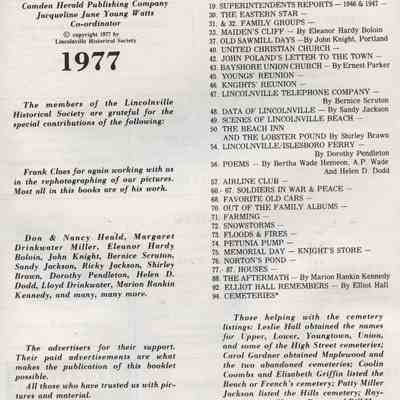 Camden Herald Publishing Company
Jacqueline June Young Watts
Co-ordinator
© copyright 1977 by
Lincolnville Historical Society
1977
The members of the Lincolnville
Historical Society are grateful for the
special contributions of the following:
Frank Claes for again working with us
in the rephotographing of our pictures.
Most all in this books are of his work.
Don & Nancy Heald, Margaret
Drinkwater Miller, Eleanor Hardy
Boloin, John Knight, Bernice Scruton,
Sandy Jackson, Ricky Jackson, Shirley
Brown, Dorothy Pendleton, Helen D.
Dodd, Lloyd Drinkwater, Marion Rankin
Kennedy, and many, many more.
The advertisers for their support.
Their paid advertisements are what
makes the publication of this booklet
possible.
All those who have trusted us with pic-
tures and material.
19. SUPERINTENDENTS REPORTS — 1946 & 1947 —
30. THE EASTERN STAR —
31. & 32. FAMILY GROUPS —
33. MAIDEN'S CLIFF — By Eleanor Hardy Boloin
37. OLD SAWMILL DAYS — By John Knight, Portland
40. UNITED CHRISTIAN CHURCH —
42. JOHN POLAND'S LETTER TO THE TOWN —
43. BAYSHORE UNION CHURCH — By Ernest Parker
45. YOUNGS' REUNION —
46. KNIGHTS' REUNION —
47. LINCOLNVILLE TELEPHONE COMPANY —
By Bernice Scruton
48. DATA OF LINCOLNVILLE — By Sandy Jackson
49. SCENES OF LINCOLNVILLE BEACH —
50. THE BEACH INN
AND THE LOBSTER POUND By Shirley Brown
54. LINCOLNVILLE/ISLESBORO FERRY —
By Dorothy Pendleton
56. POEMS — By Bertha Wade Hemson, A.P. Wade
And Helen D. Dodd
57. AIRLINE CLUB —
60.- 67. SOLDIERS IN WAR & PEACE —
68. FAVORITE OLD CARS —
70. OUT OF THE FAMILY ALBUMS —
71. FARMING —
72. SNOWSTORMS —
73. FLOODS & FIRES —
74. PETUNIA PUMP —
75. MEMORIAL DAY — KNIGHT'S STORE —
76. NORTON'S POND —
77.- 87. HOUSES —
88. THE AFTERMATH — By Marion Rankin Kennedy
92. ELLIOT HALL REMEMBERS — By Elliot Hall
94. CEMETERIES*
Those helping with the cemetery
listings: Leslie Hall obtained the names
for Upper, Lower, Youngtown, Union,
and some of the High Street cemeteries;
Carol Gardner obtained Maplewood and
the two abandoned cemeteries; Coolin
Coombs and Elizabeth Griffin listed the
Beach or French's cemetery; Patty Miller
Jackson listed the Hills cemetery; Ray-